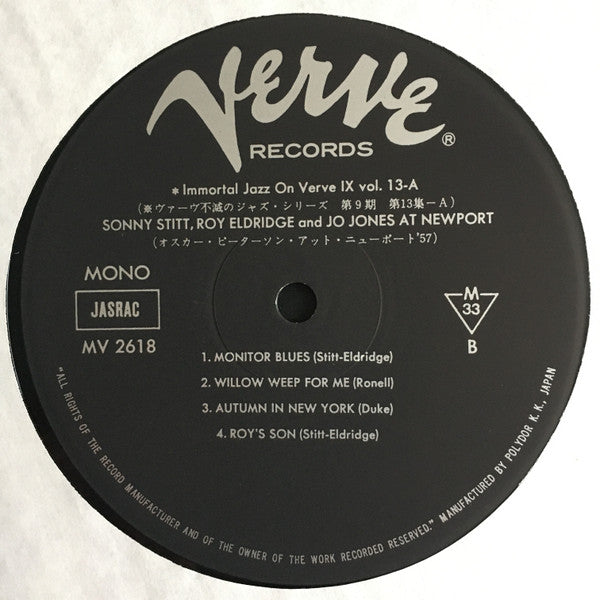 Verve
RECORDS ®
* Immortal Jazz On Verve IX vol. 13-A
(※ヴァーヴ不滅のジャズ・シリーズ 第9期 第13集-A)
SONNY STITT, ROY ELDRIDGE and JO JONES AT NEWPORT
(オスカー・ピーターソン・アット・ニューポート'57)
MONO
JASRAC
MV 2618
M
33
B
1. MONITOR BLUES (Stitt-Eldridge)
2. WILLOW WEEP FOR ME (Ronell)
3. AUTUMN IN NEW YORK (Duke)
4. ROY'S SON (Stitt-Eldridge)
"ALL RIGHTS OF THE RECORD MANUFACTURER AND OF THE OWNER OF THE WORK RECORDED RESERVED." MANUFACTURED BY POLYDOR K. K., JAPAN